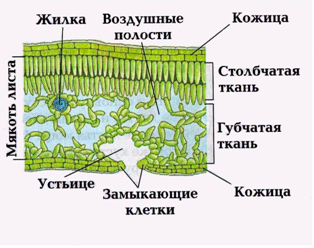 Жилка
Воздушные
полости
Кожица
Мякоть листа
Столбчатая
ткань
Губчатая
ткань
Устьице
Замыкающие
клетки
Кожица